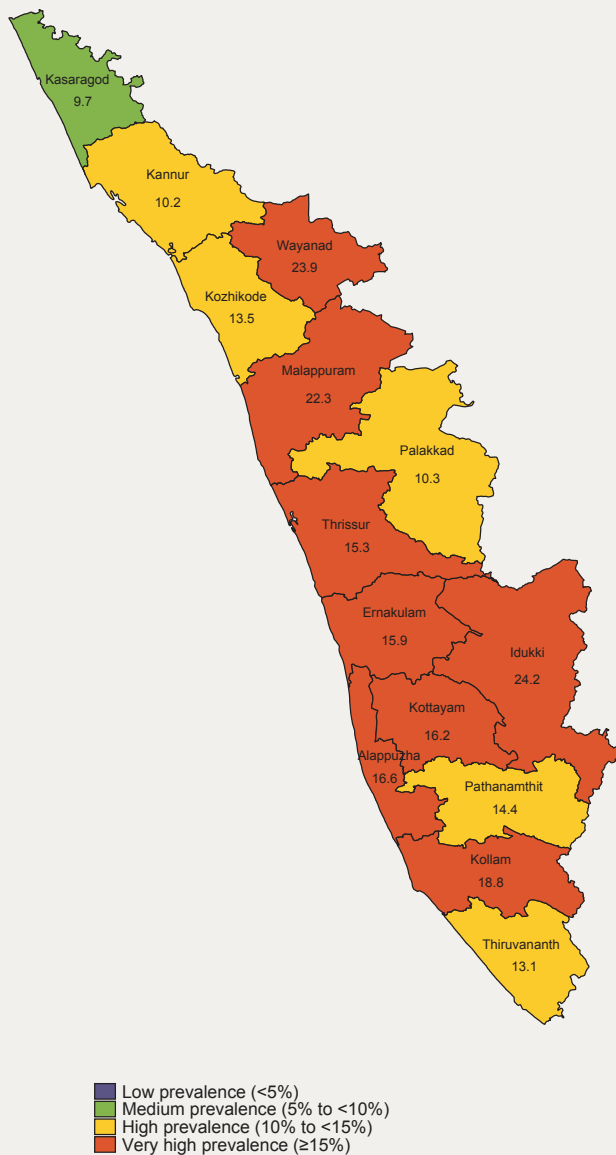 Kasaragod
9.7
Kannur
10.2
Wayanad
23.9
Kozhikode
13.5
Malappuram
22.3
Palakkad
10.3
Thrissur
15.3
Ernakulam
15.9
Idukki
24.2
Kottayam
16.2
Alappuzha
16.6
Pathanamthit
14.4
Kollam
18.8
Thiruvananth
13.1
Low prevalence (<5%)
Medium prevalence (5% to <10%)
High prevalence (10% to <15%)
Very high prevalence (≥15%)